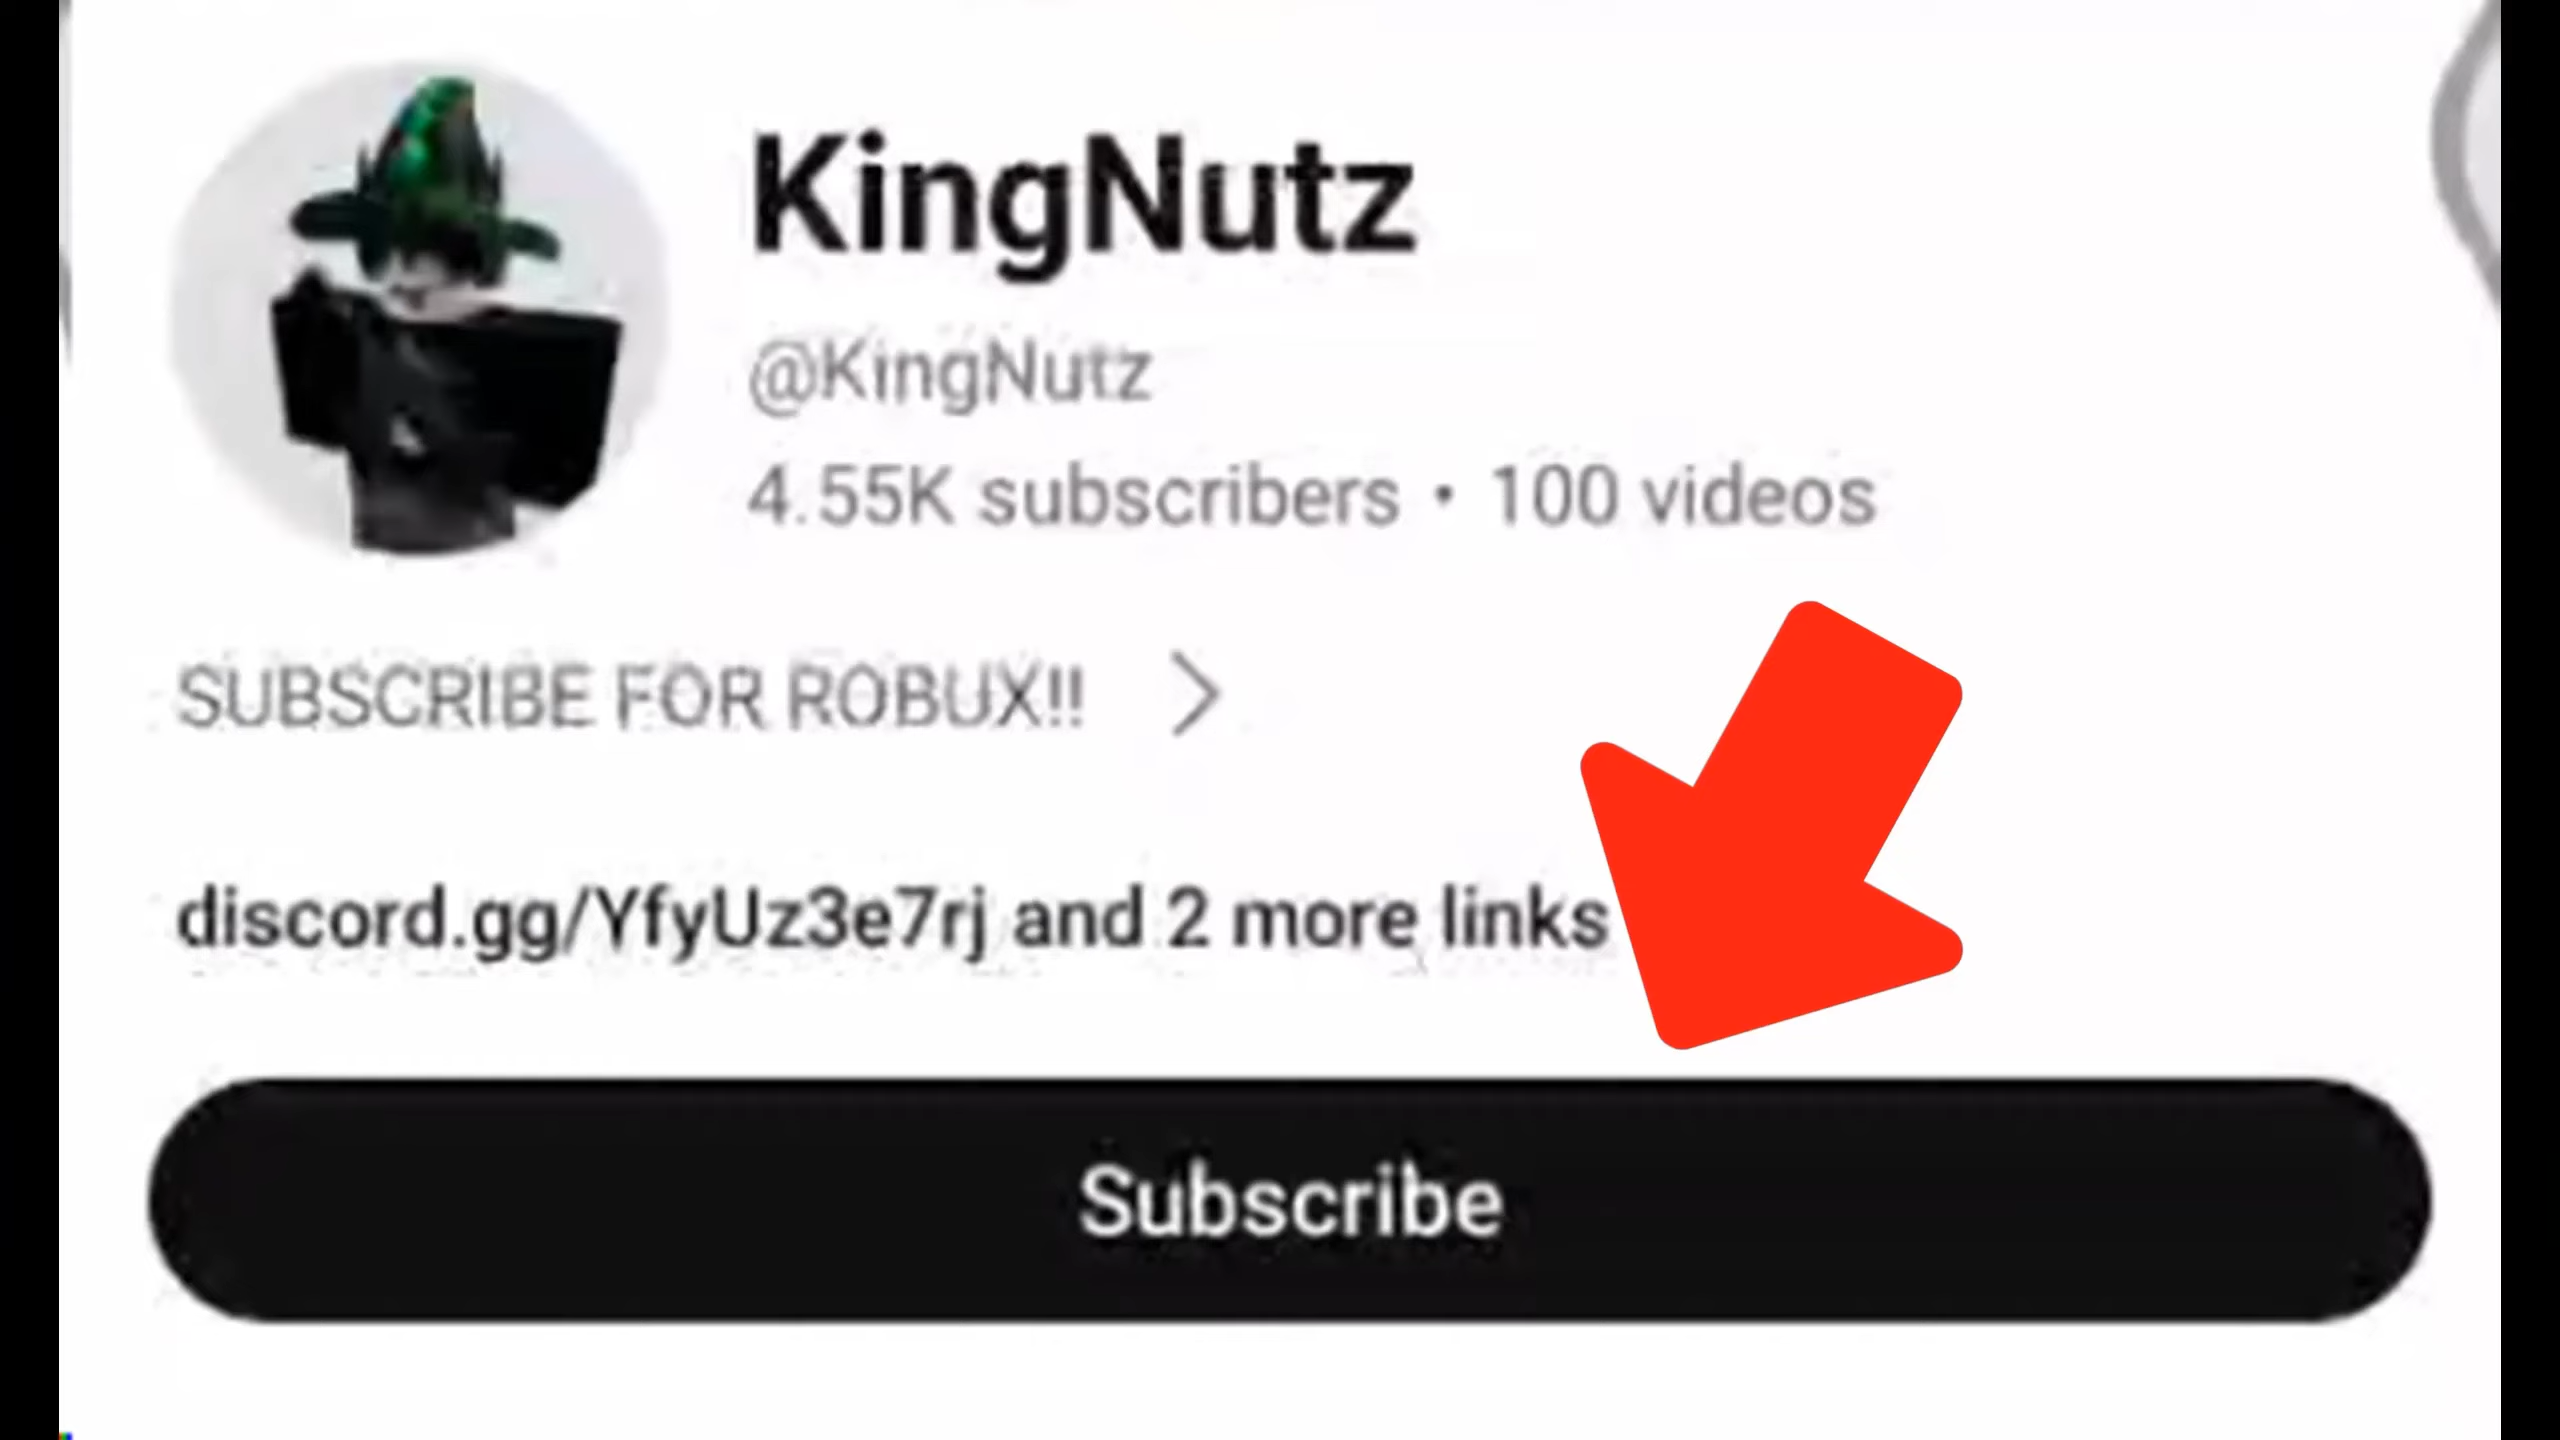 KingNutz
@KingNutz
4.55K subscribers • 100 videos
SUBSCRIBE FOR ROBUX!!
discord.gg/YfyUz3e7rj and 2 more links
Subscribe